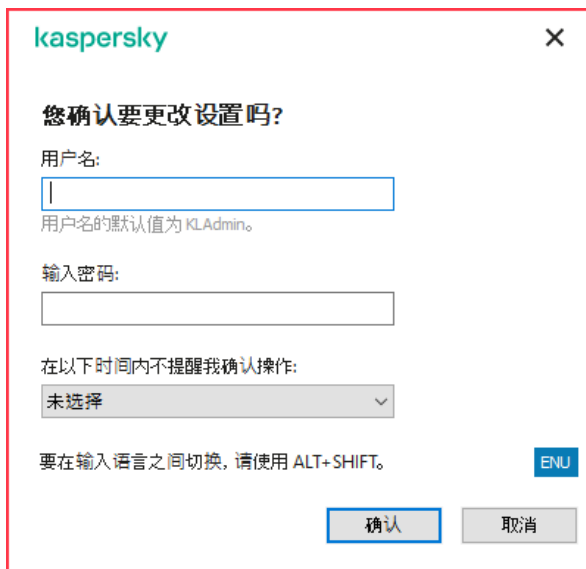 kaspersky
您确认要更改设置吗?
用户名:
用户名的默认值为 KLAdmin。
输入密码:
在以下时间内不提醒我确认操作:
未选择
要在输入语言之间切换, 请使用 ALT+SHIFT。
ENU
确认
取消